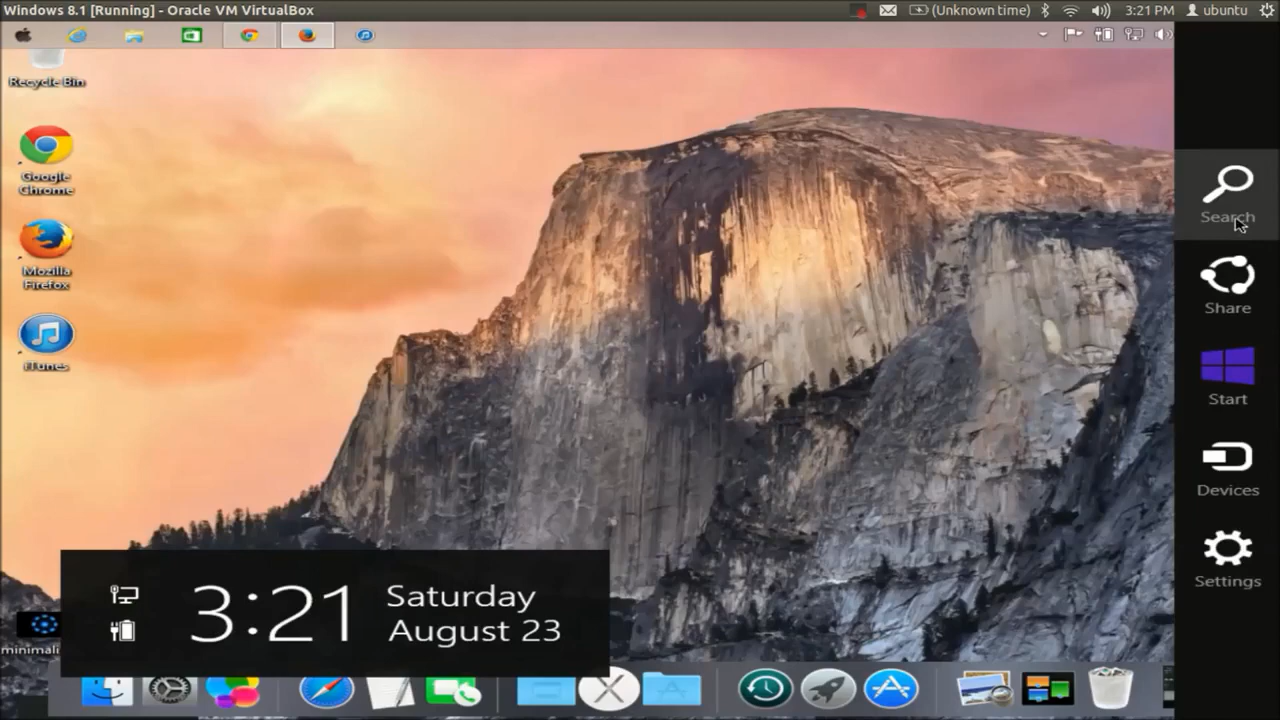 Windows 8.1 [Running] - Oracle VM VirtualBox
(Unknown time)
3:21 PM
ubuntu
Recycle Bin
Google
Chrome
Mozilla
Firefox
iTunes
Search
Share
Start
Devices
Settings
3:21
Saturday
August 23
minimali